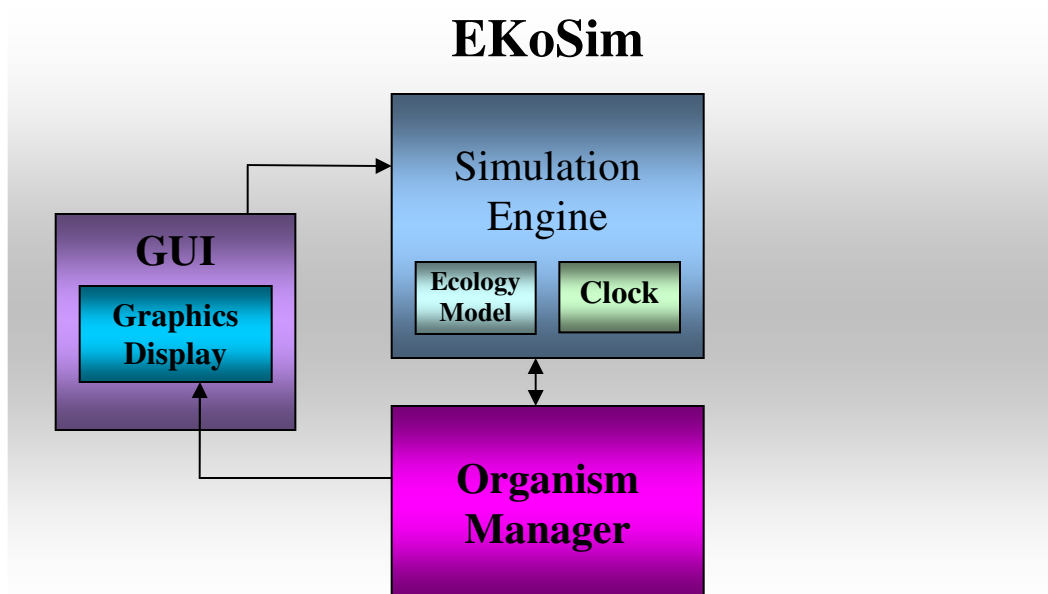 EKoSim
Simulation
Engine
GUI
Ecology
Model
Clock
Graphics
Display
Organism
Manager